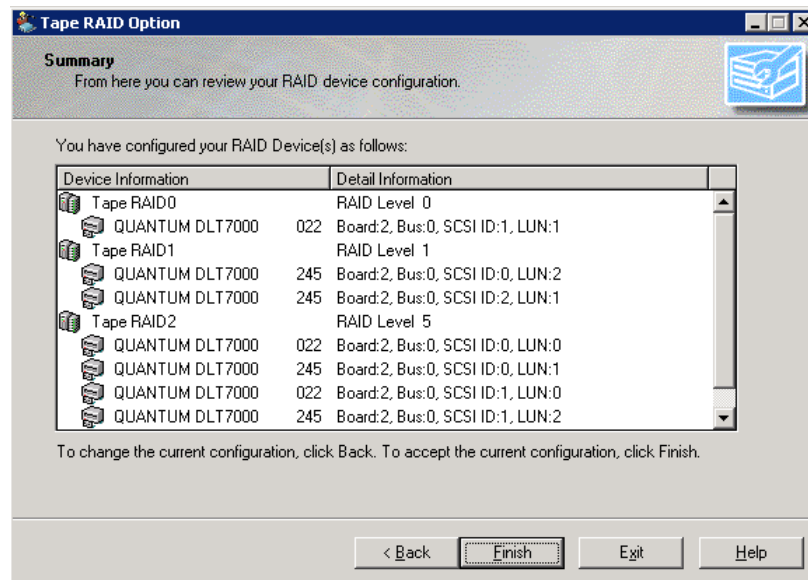 Tape RAID Option
Summary
From here you can review your RAID device configuration.
You have configured your RAID Device(s) as follows:
Device Information Detail Information
Tape RAID0 RAID Level 0
QUANTUM DLT7000 022 Board:2, Bus:0, SCSI ID:1, LUN:1
Tape RAID1 RAID Level 1
QUANTUM DLT7000 245 Board:2, Bus:0, SCSI ID:0, LUN:2
QUANTUM DLT7000 245 Board:2, Bus:0, SCSI ID:2, LUN:1
Tape RAID2 RAID Level 5
QUANTUM DLT7000 022 Board:2, Bus:0, SCSI ID:0, LUN:0
QUANTUM DLT7000 245 Board:2, Bus:0, SCSI ID:0, LUN:1
QUANTUM DLT7000 022 Board:2, Bus:0, SCSI ID:1, LUN:0
QUANTUM DLT7000 245 Board:2, Bus:0, SCSI ID:1, LUN:2
To change the current configuration, click Back. To accept the current configuration, click Finish.
< Back Finish Exit Help